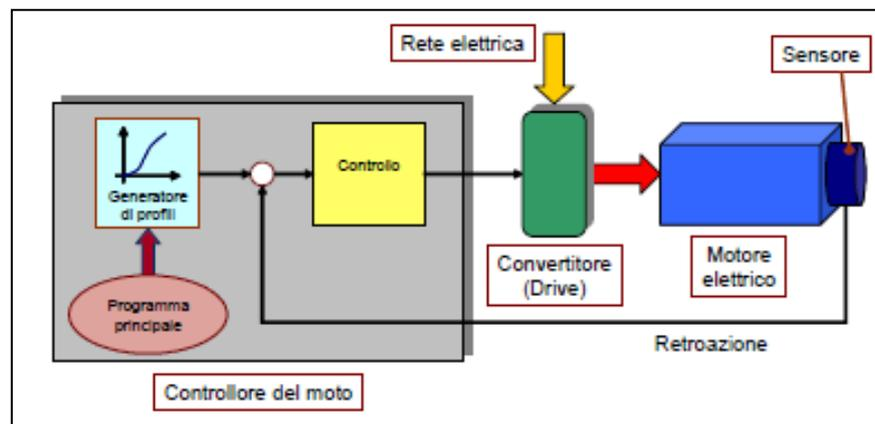 Rete elettrica
Sensore
Generatore
di profili
Controllo
Programma
principale
Convertitore
(Drive)
Motore
elettrico
Retroazione
Controllore del moto